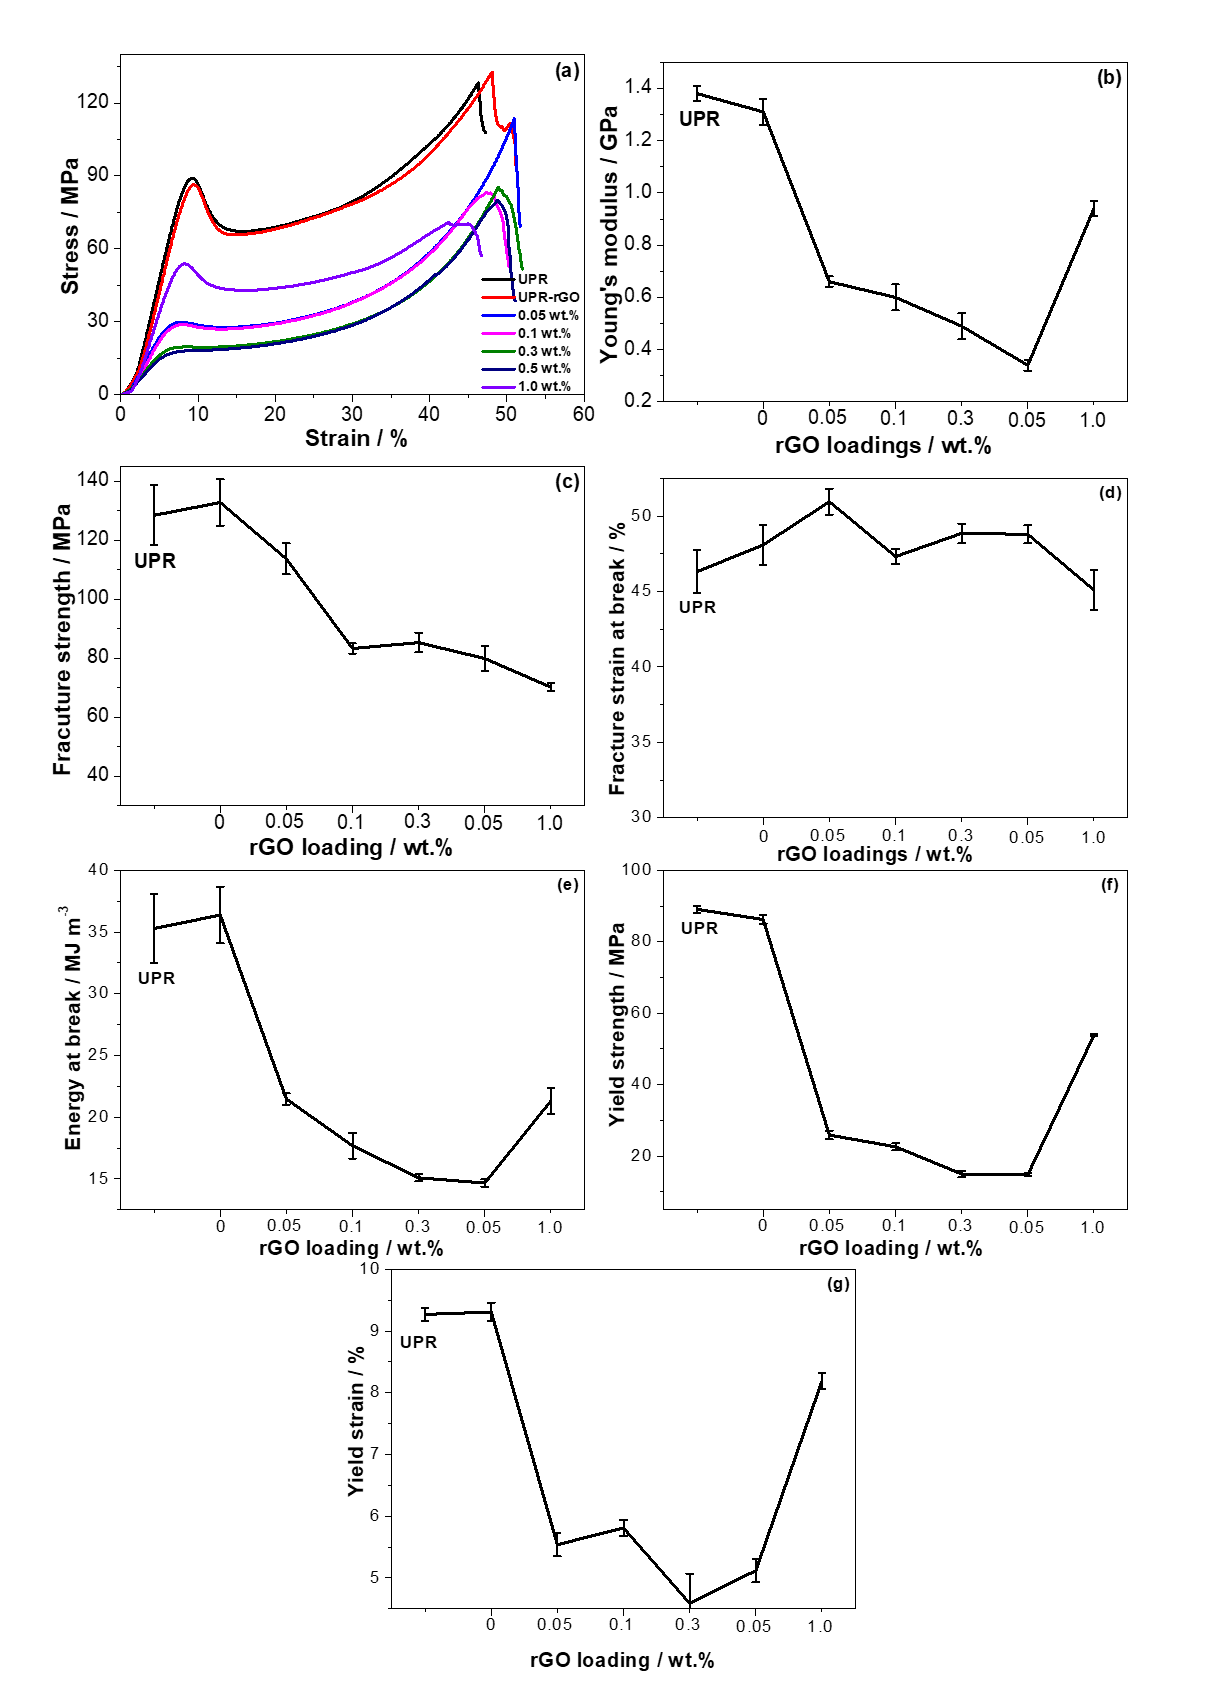 (a)
Stress / MPa
120
90
60
30
0
0 10 20 30 40 50 60
Strain / %
UPR
UPR-rGO
0.05 wt.%
0.1 wt.%
0.3 wt.%
0.5 wt.%
1.0 wt.%
(b)
Young's modulus / GPa
1.4
1.2
1.0
0.8
0.6
0.4
0.2
UPR
0 0.05 0.1 0.3 0.05 1.0
rGO loadings / wt.%
(c)
Fracuture strength / MPa
140
120
100
80
60
40
UPR
0 0.05 0.1 0.3 0.05 1.0
rGO loading / wt.%
(d)
Fracture strain at break / %
50
45
40
35
30
UPR
0 0.05 0.1 0.3 0.05 1.0
rGO loadings / wt.%
(e)
Energy at break / MJ m-3
40
35
30
25
20
15
UPR
0 0.05 0.1 0.3 0.05 1.0
rGO loading / wt.%
(f)
Yield strength / MPa
100
80
60
40
20
UPR
0 0.05 0.1 0.3 0.05 1.0
rGO loading / wt.%
(g)
Yield strain / %
10
9
8
7
6
5
UPR
0 0.05 0.1 0.3 0.05 1.0
rGO loading / wt.%